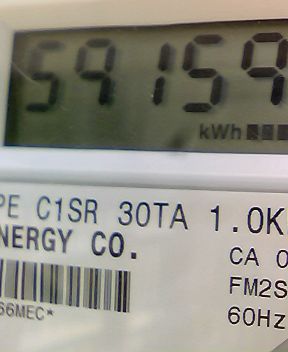 59159
kWh
PE C1SR 30TA 1.0K
NERGY CO.
CA 0
FM2S
66MEC*
60Hz